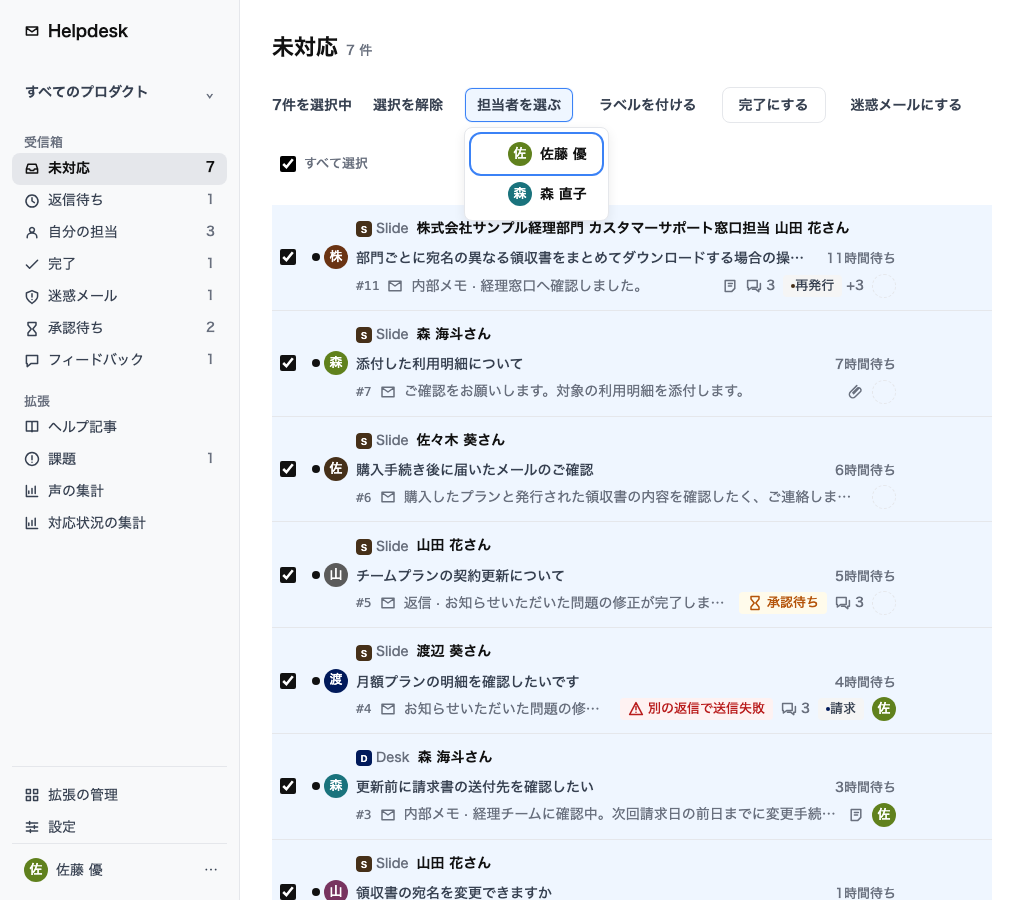 Helpdesk
すべてのプロダクト
受信箱
未対応 7
返信待ち 1
自分の担当 3
完了 1
迷惑メール 1
承認待ち 2
フィードバック 1
拡張
ヘルプ記事
課題 1
声の集計
対応状況の集計
拡張の管理
設定
佐 佐藤 優 …
未対応 7 件
7件を選択中 選択を解除 担当者を選ぶ ラベルを付ける 完了にする 迷惑メールにする
佐 佐藤 優
森 森 直子
すべて選択
S Slide 株式会社サンプル経理部門 カスタマーサポート窓口担当 山田 花さん
株 部門ごとに宛名の異なる領収書をまとめてダウンロードする場合の操… 11時間待ち
#11 内部メモ · 経理窓口へ確認しました。 3 •再発行 +3
S Slide 森 海斗さん
森 添付した利用明細について 7時間待ち
#7 ご確認をお願いします。対象の利用明細を添付します。
S Slide 佐々木 葵さん
佐 購入手続き後に届いたメールのご確認 6時間待ち
#6 購入したプランと発行された領収書の内容を確認したく、ご連絡しま…
S Slide 山田 花さん
山 チームプランの契約更新について 5時間待ち
#5 返信 · お知らせいただいた問題の修正が完了しま… 承認待ち 3
S Slide 渡辺 葵さん
渡 月額プランの明細を確認したいです 4時間待ち
#4 お知らせいただいた問題の修… 別の返信で送信失敗 3 •請求 佐
D Desk 森 海斗さん
森 更新前に請求書の送付先を確認したい 3時間待ち
#3 内部メモ · 経理チームに確認中。次回請求日の前日までに変更手続… 佐
S Slide 山田 花さん
山 領収書の宛名を変更できますか 1時間待ち